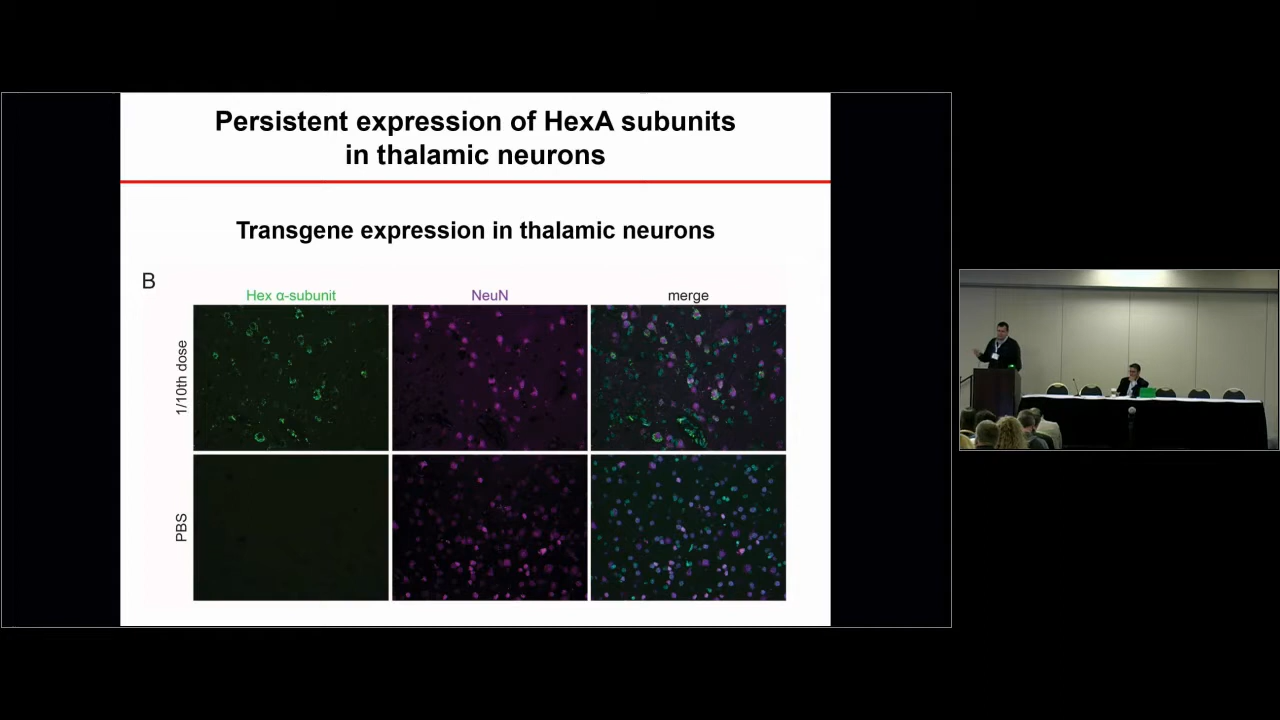 Persistent expression of HexA subunits
in thalamic neurons
Transgene expression in thalamic neurons
B
Hex α-subunit
NeuN
merge
1/10th dose
PBS